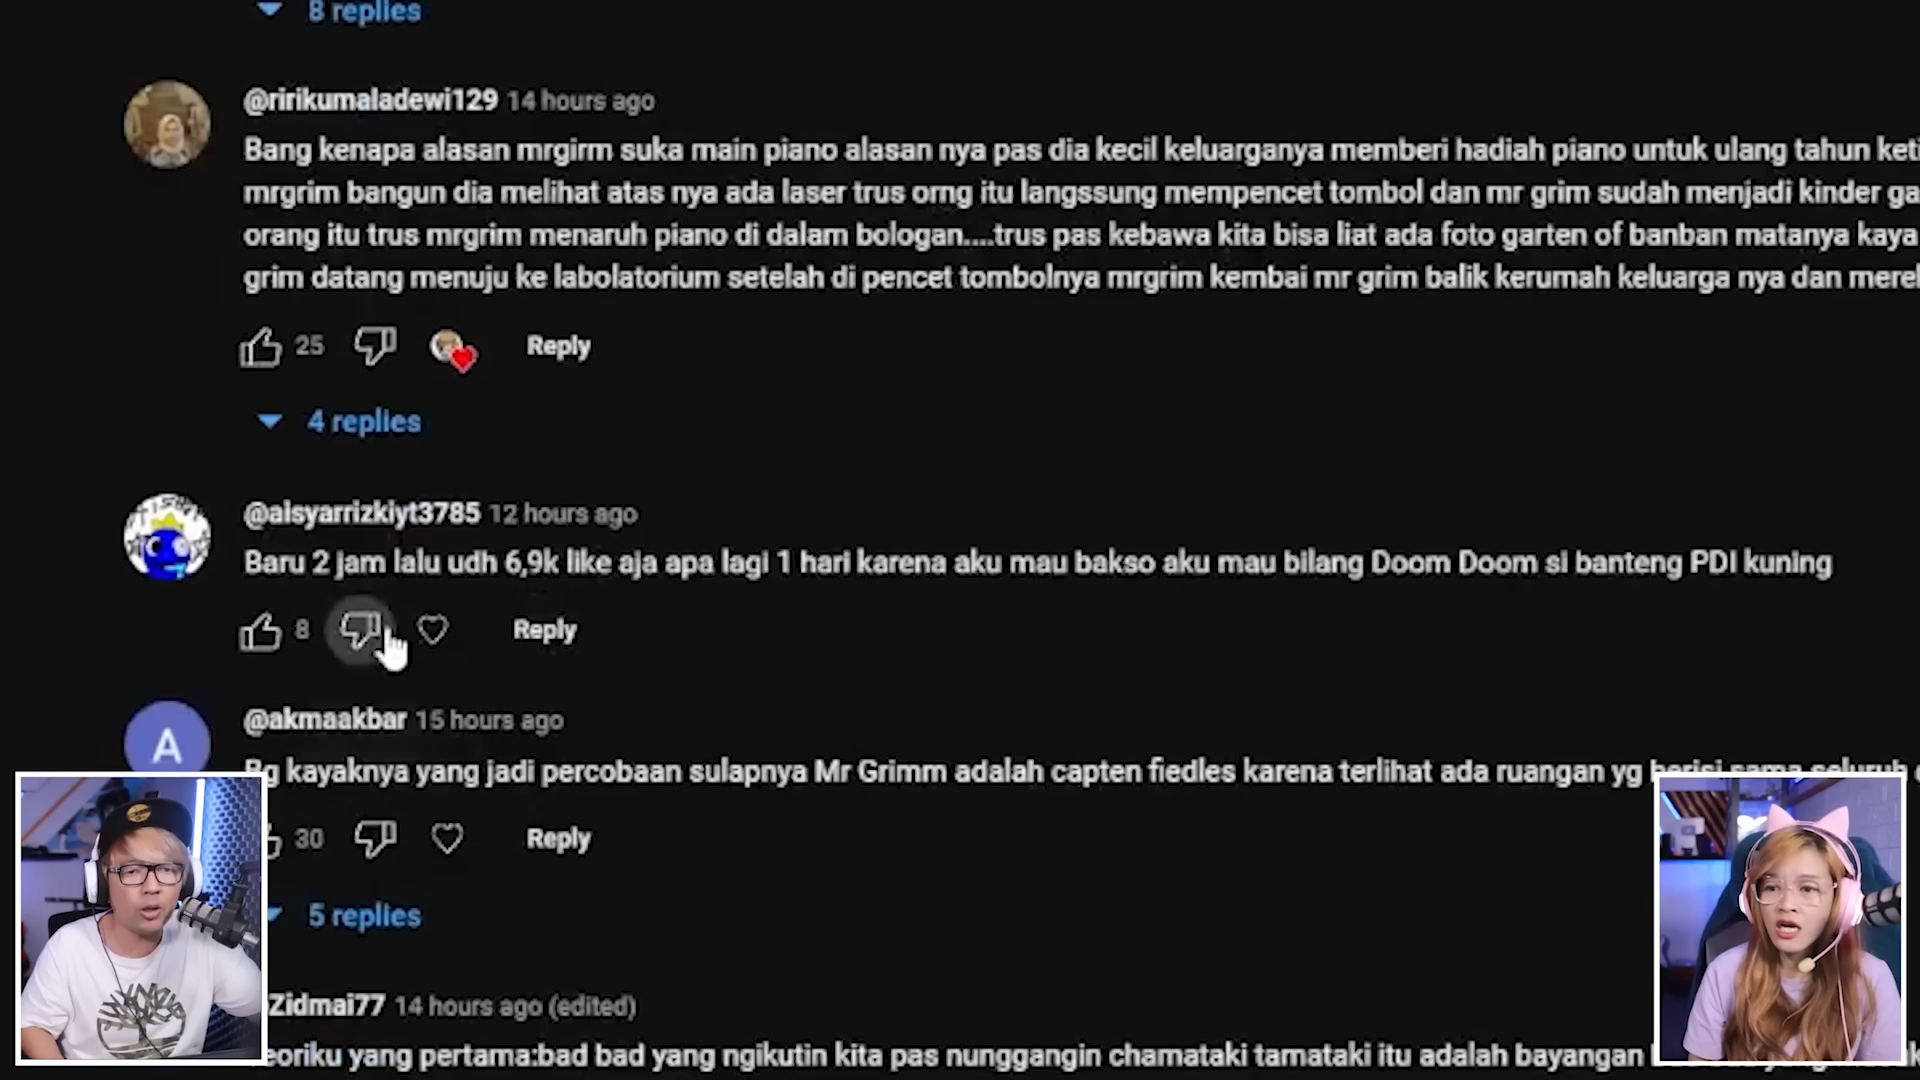 8 replies
@ririkumaladewi129 14 hours ago
Bang kenapa alasan mrgirm suka main piano alasan nya pas dia kecil keluarganya memberi hadiah piano untuk ulang tahun keti
mrgrim bangun dia melihat atas nya ada laser trus orng itu langssung mempencet tombol dan mr grim sudah menjadi kinder ga
orang itu trus mrgrim menaruh piano di dalam bologan....trus pas kebawa kita bisa liat ada foto garten of banban matanya kaya
grim datang menuju ke labolatorium setelah di pencet tombolnya mrgrim kembai mr grim balik kerumah keluarga nya dan merek
25 Reply
4 replies
@aisyarrizkiyt3785 12 hours ago
Baru 2 jam lalu udh 6,9k like aja apa lagi 1 hari karena aku mau bakso aku mau bilang Doom Doom si banteng PDI kuning
8 Reply
A
@akmaakbar 15 hours ago
Bg kayaknya yang jadi percobaan sulapnya Mr Grimm adalah capten fiedles karena terlihat ada ruangan yg berisi sama seluruh
30 Reply
5 replies
Zidmai77 14 hours ago (edited)
eoriku yang pertama:bad bad yang ngikutin kita pas nunggangin chamataki tamataki itu adalah bayangan